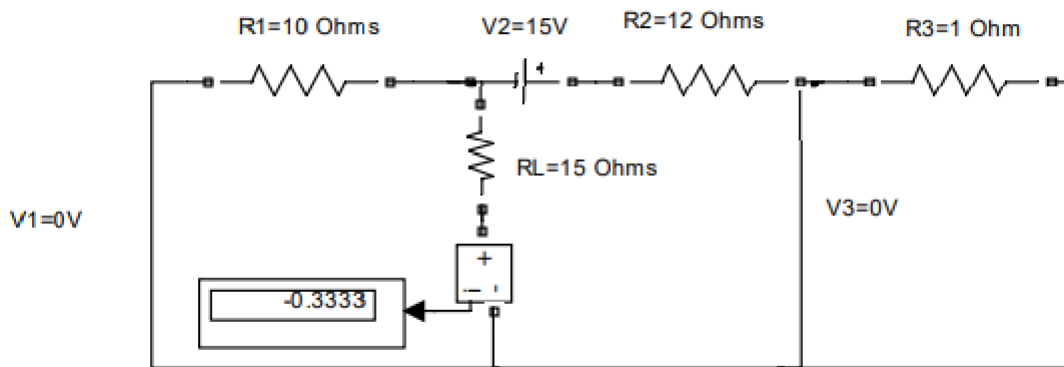 R1=10 Ohms
V2=15V
R2=12 Ohms
R3=1 Ohm
+
RL=15 Ohms
V1=0V
V3=0V
+
-
-0.3333